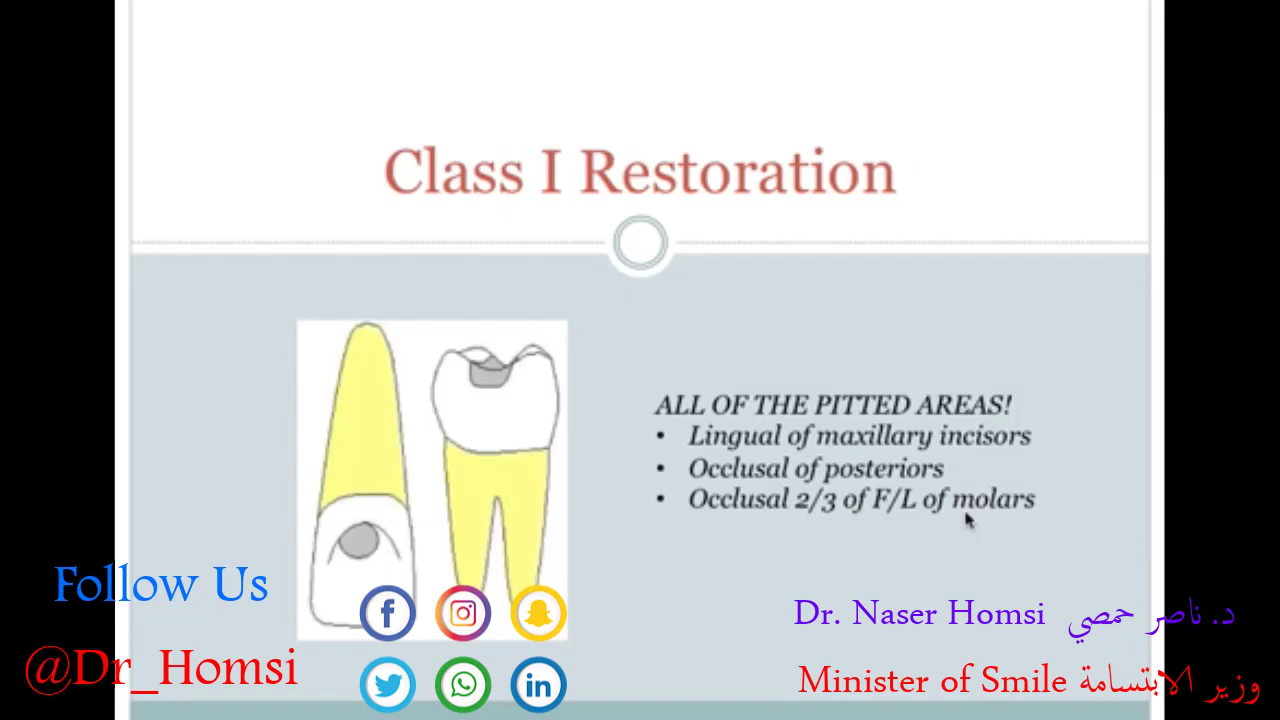 Class I Restoration
ALL OF THE PITTED AREAS!
• Lingual of maxillary incisors
• Occlusal of posteriors
• Occlusal 2/3 of F/L of molars
Follow Us
@Dr_Homsi
Dr. Naser Homsi د. ناصر حمصي
Minister of Smile وزير الابتسامة